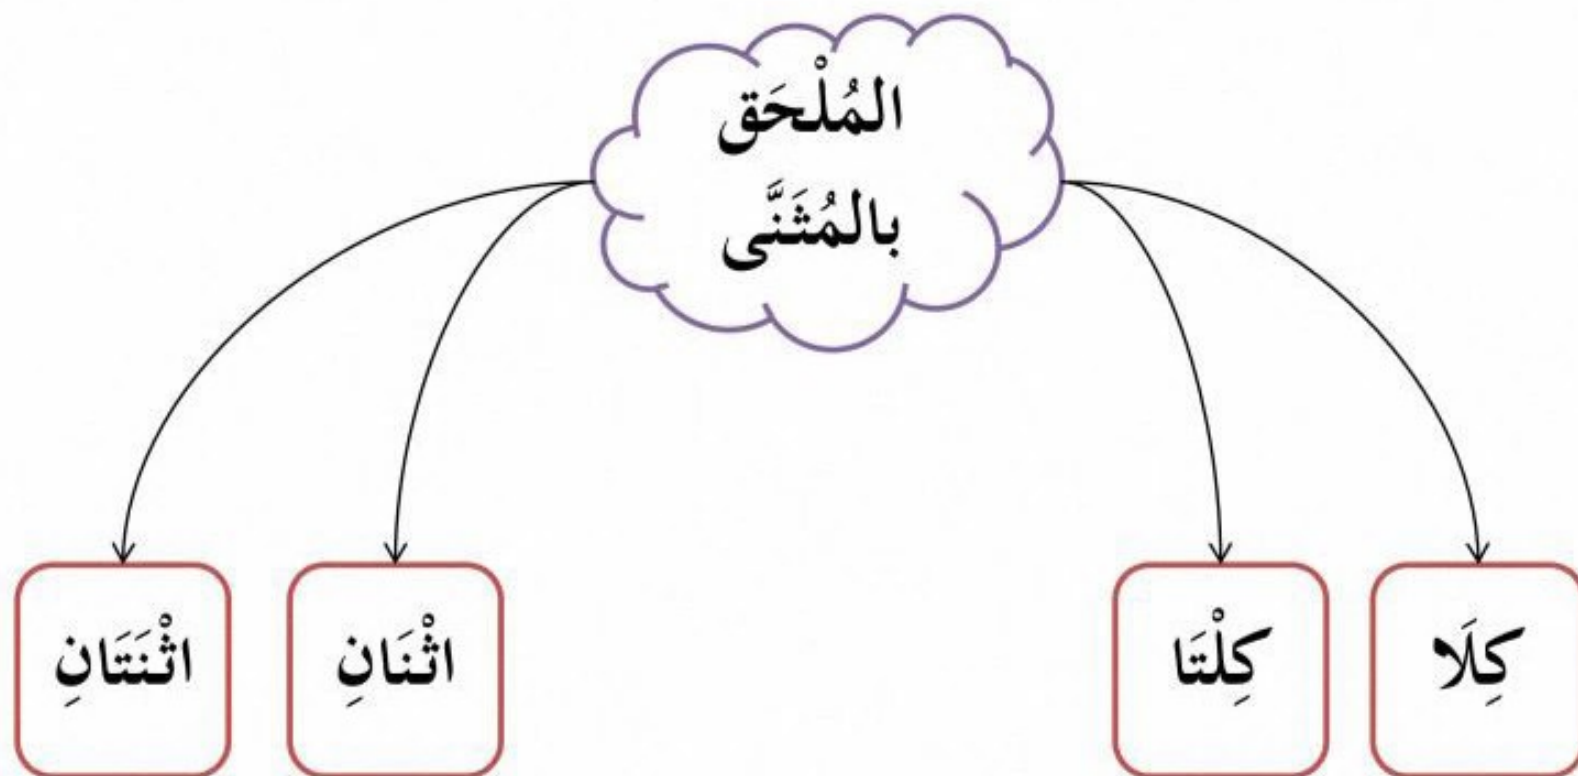 المُلْحَق
بالمُثَنَّى
كِلَا
كِلْتَا
اثْنَانِ
اثْنَتَانِ